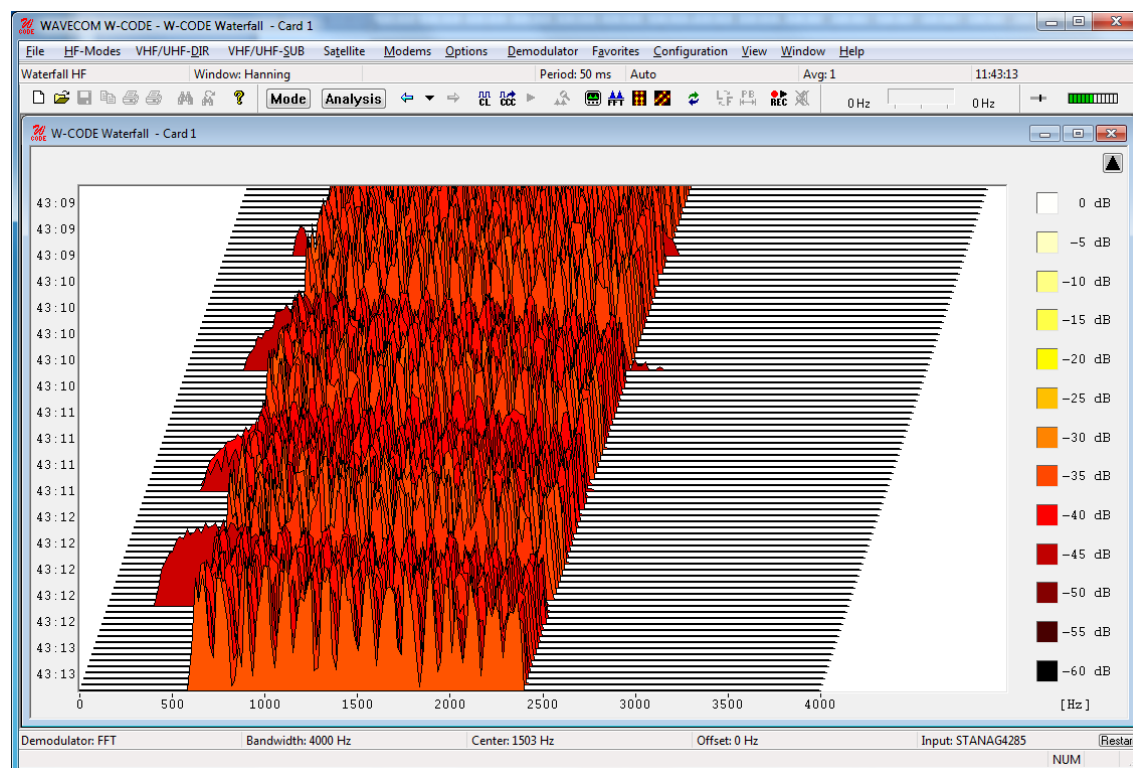 WAVECOM W-CODE - W-CODE Waterfall - Card 1
File HF-Modes VHF/UHF-DIR VHF/UHF-SUB Satellite Modems Options Demodulator Favorites Configuration View Window Help
Waterfall HF Window: Hanning Period: 50 ms Auto Avg: 1 11:43:13
Mode Analysis CL CCC FFT L F P B REC 0 Hz 0 Hz
W-CODE Waterfall - Card 1
43:09 0 dB
43:09 -5 dB
43:09 -10 dB
43:10 -15 dB
43:10 -20 dB
43:10 -25 dB
43:10 -30 dB
43:10 -35 dB
43:11 -40 dB
43:11 -45 dB
43:11 -50 dB
43:11 -55 dB
43:12 -60 dB
43:12
43:12
43:12
43:12
43:13
43:13
0 500 1000 1500 2000 2500 3000 3500 4000 [Hz]
Demodulator: FFT Bandwidth: 4000 Hz Center: 1503 Hz Offset: 0 Hz Input: STANAG4285 Restar
NUM